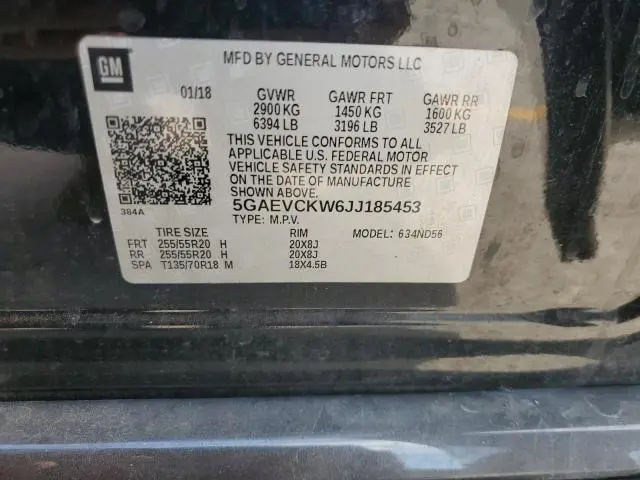 GM
MFD BY GENERAL MOTORS LLC
01/18 GVWR GAWR FRT GAWR RR
2900 KG 1450 KG 1600 KG
6394 LB 3196 LB 3527 LB
THIS VEHICLE CONFORMS TO ALL
APPLICABLE U.S. FEDERAL MOTOR
VEHICLE SAFETY STANDARDS IN
EFFECT ON THE DATE OF MANUFACTURE
SHOWN ABOVE.
384A
5GAEVCKW6JJ185453
TYPE: M.P.V.
TIRE SIZE RIM MODEL: 634ND56
FRT 255/55R20 H 20X8J
RR 255/55R20 H 20X8J
SPA T135/70R18 M 18X4.5B